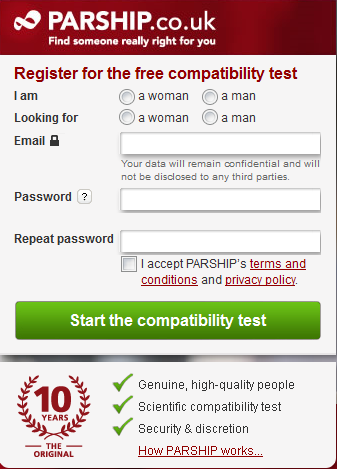 PARSHIP.co.uk
Find someone really right for you
Register for the free compatibility test
I am a woman a man
Looking for a woman a man
Email
Your data will remain confidential and will
not be disclosed to any third parties.
Password ?
Repeat password
I accept PARSHIP's terms and
conditions and privacy policy.
Start the compatibility test
10
YEARS
THE
ORIGINAL
Genuine, high-quality people
Scientific compatibility test
Security & discretion
How PARSHIP works...